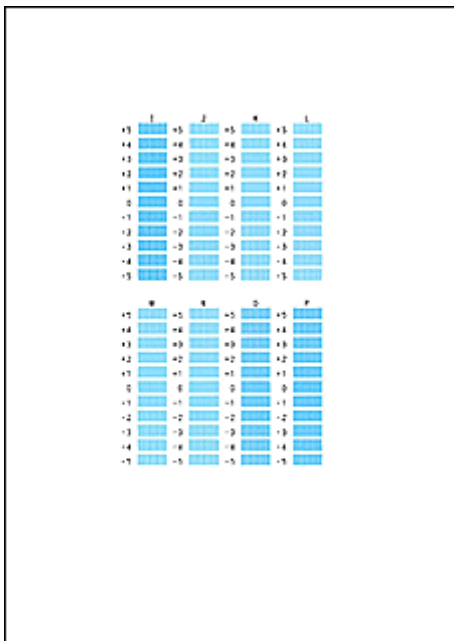 I J K L
+5 +5 +5 +5
+4 +4 +4 +4
+3 +3 +3 +3
+2 +2 +2 +2
+1 +1 +1 +1
0 0 0 0
-1 -1 -1 -1
-2 -2 -2 -2
-3 -3 -3 -3
-4 -4 -4 -4
-5 -5 -5 -5
M N O P
+5 +5 +5 +5
+4 +4 +4 +4
+3 +3 +3 +3
+2 +2 +2 +2
+1 +1 +1 +1
0 0 0 0
-1 -1 -1 -1
-2 -2 -2 -2
-3 -3 -3 -3
-4 -4 -4 -4
-5 -5 -5 -5